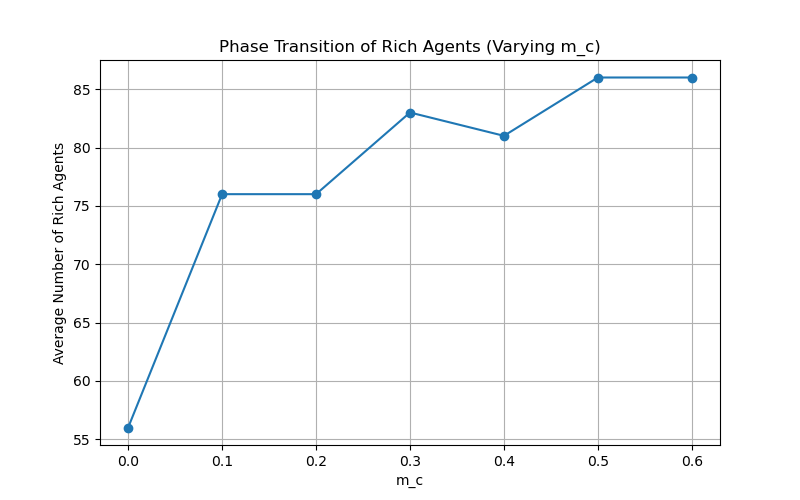 Phase Transition of Rich Agents (Varying m_c)
Average Number of Rich Agents
85
80
75
70
65
60
55
0.0 0.1 0.2 0.3 0.4 0.5 0.6
m_c